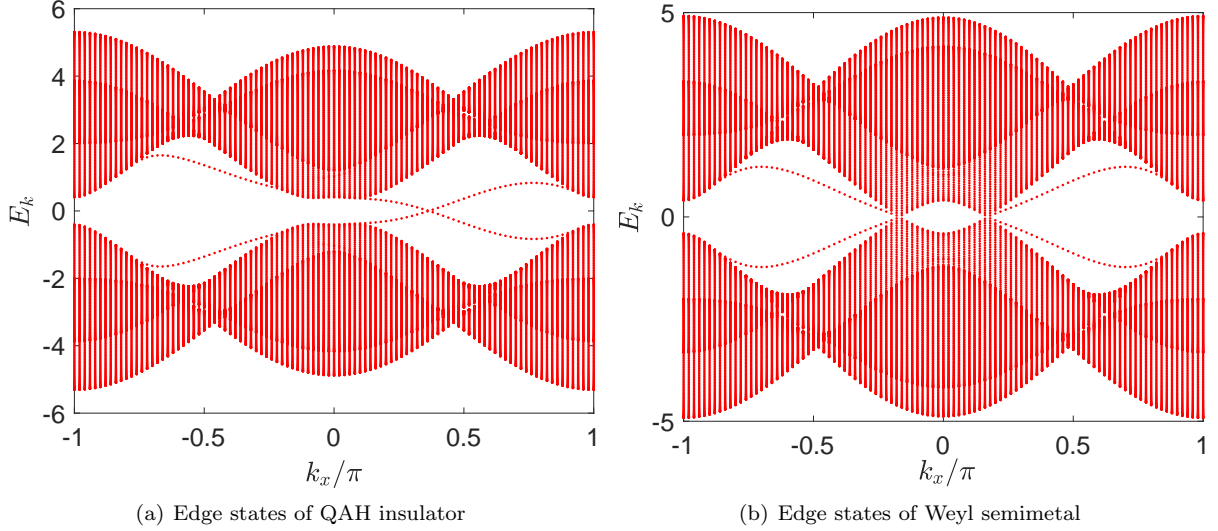 6
4
2
0
-2
-4
-6
E_k
-1 -0.5 0 0.5 1
k_x/π
(a) Edge states of QAH insulator
5
0
-5
E_k
-1 -0.5 0 0.5 1
k_x/π
(b) Edge states of Weyl semimetal